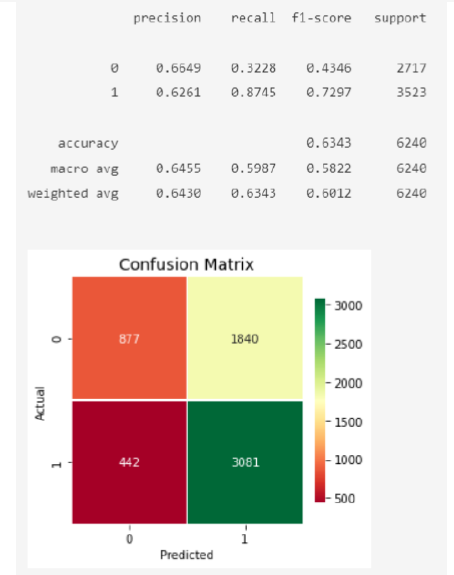 precision recall f1-score support
0 0.6649 0.3228 0.4346 2717
1 0.6261 0.8745 0.7297 3523
accuracy 0.6343 6240
macro avg 0.6455 0.5987 0.5822 6240
weighted avg 0.6430 0.6343 0.6012 6240
Confusion Matrix
0 877 1840
1 442 3081
Actual
0 1
Predicted
3000
2500
2000
1500
1000
500